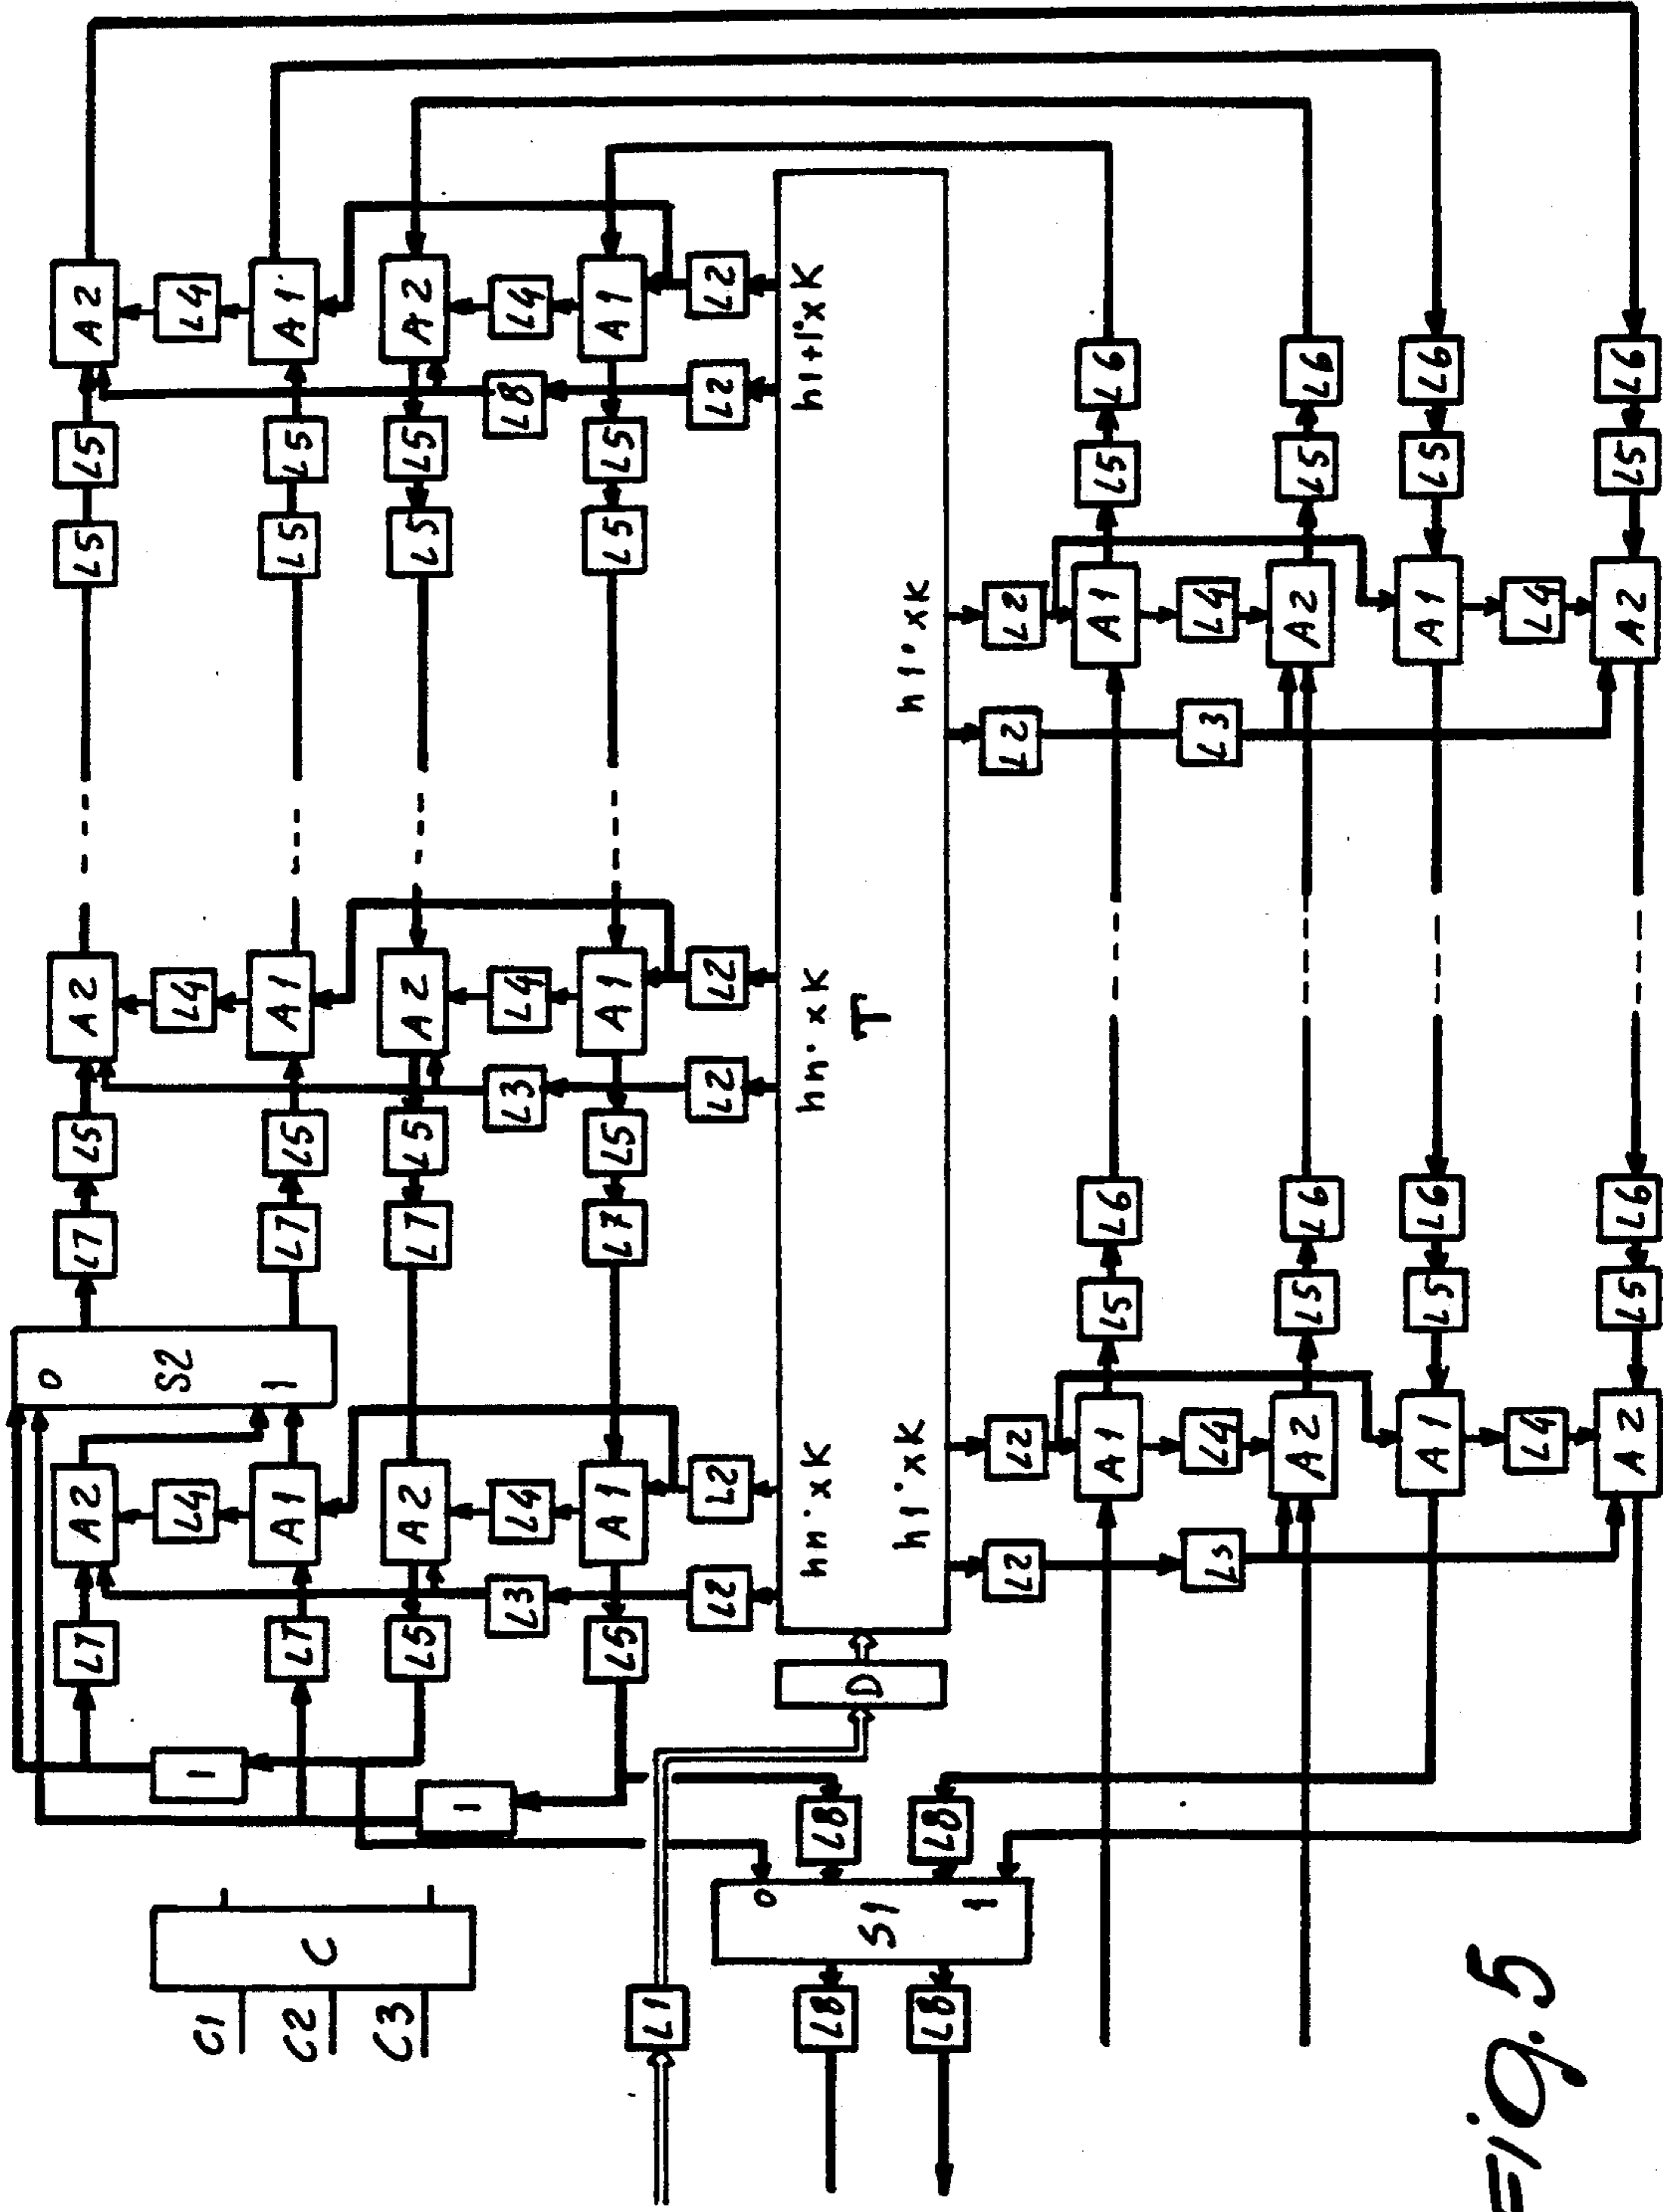 0
L7 A2 L7 L5 A2 L5 L5 A2
1 L4 S2 L4 L4
C1
L7 A1 1 L7 L5 A1 L5 L5 A1
C2 C
C3 L5 A2 L7 L5 A2 L5 L5 A2
1
L3 L4 L3 L4 L8 L4
L5 A1 L7 L5 A1 L5 L5 A1
L1
L2 L2 L2 L2 L2 L2
0
hn'xK hn'xK h1+1'xK
L8 L8
S1 D T
h1'xK h1'xK
L8 L8
1
L2 L2 L2 L2
A1 L5 L6 A1 L5 L6
L3 L4 L3 L4
A2 L5 L6 A2 L5 L6
A1 L5 L6 A1 L5 L6
L4 L4
A2 L5 L6 A2 L5 L6
Fig.5